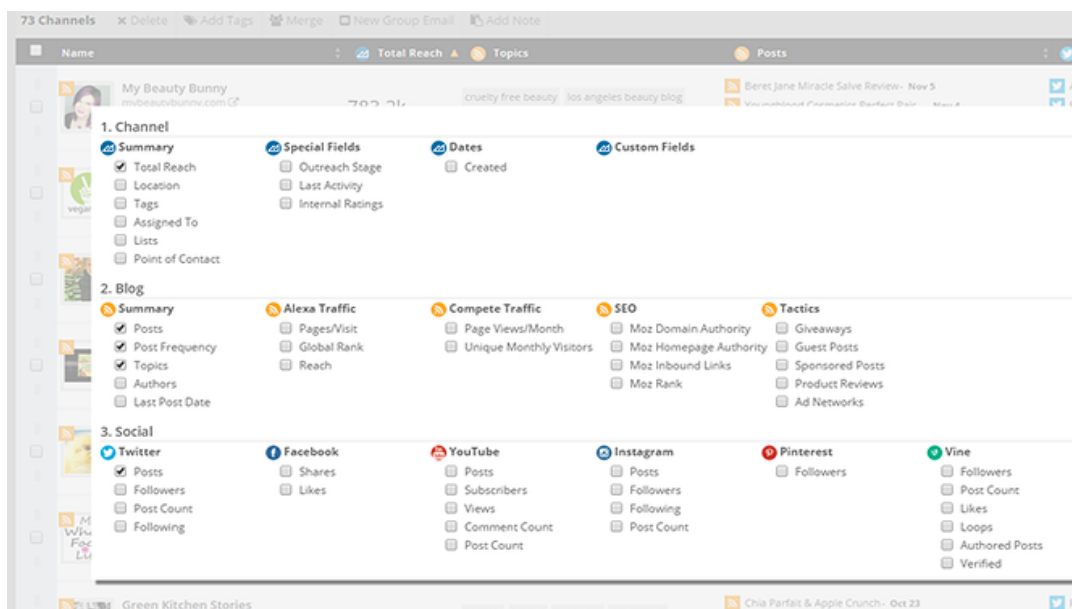 73 Channels Delete Add Tags Merge New Group Email Add Note
Name Total Reach Topics Posts
My Beauty Bunny
mybeautybunny.com
783.2k
cruelty free beauty los angeles beauty blog
Beret Jane Miracle Salve Review- Nov 5
Youngblood Cosmetics Perfect Pair Nov 4
1. Channel
Summary Special Fields Dates Custom Fields
Total Reach Outreach Stage Created
Location Last Activity
Tags Internal Ratings
Assigned To
Lists
Point of Contact
2. Blog
Summary Alexa Traffic Compete Traffic SEO Tactics
Posts Pages/Visit Page Views/Month Moz Domain Authority Giveaways
Post Frequency Global Rank Unique Monthly Visitors Moz Homepage Authority Guest Posts
Topics Reach Moz Inbound Links Sponsored Posts
Authors Moz Rank Product Reviews
Last Post Date Ad Networks
3. Social
Twitter Facebook YouTube Instagram Pinterest Vine
Posts Shares Posts Posts Followers Followers
Followers Likes Subscribers Followers Post Count
Post Count Views Following Likes
Following Comment Count Post Count Loops
Post Count Authored Posts
Verified
Green Kitchen Stories
Chia Parfait & Apple Crunch- Oct 23